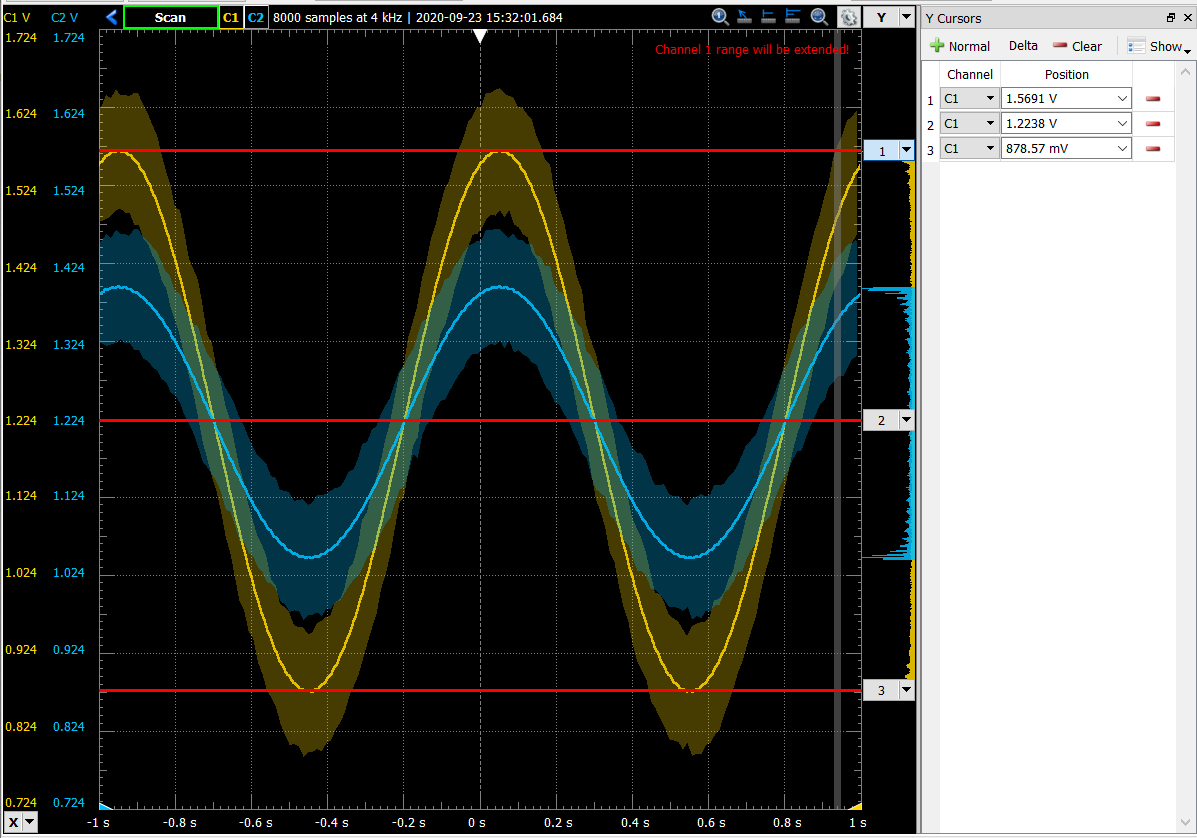 C1 V C2 V Scan C1 C2 8000 samples at 4 kHz | 2020-09-23 15:32:01.684 Y
Channel 1 range will be extended!
1.724 1.724
1.624 1.624
1.524 1.524
1.424 1.424
1.324 1.324
1.224 1.224
1.124 1.124
1.024 1.024
0.924 0.924
0.824 0.824
0.724 0.724
1
2
3
X -1 s -0.8 s -0.6 s -0.4 s -0.2 s 0 s 0.2 s 0.4 s 0.6 s 0.8 s 1 s
Y Cursors
Normal Delta Clear Show
Channel Position
1 C1 1.5691 V
2 C1 1.2238 V
3 C1 878.57 mV